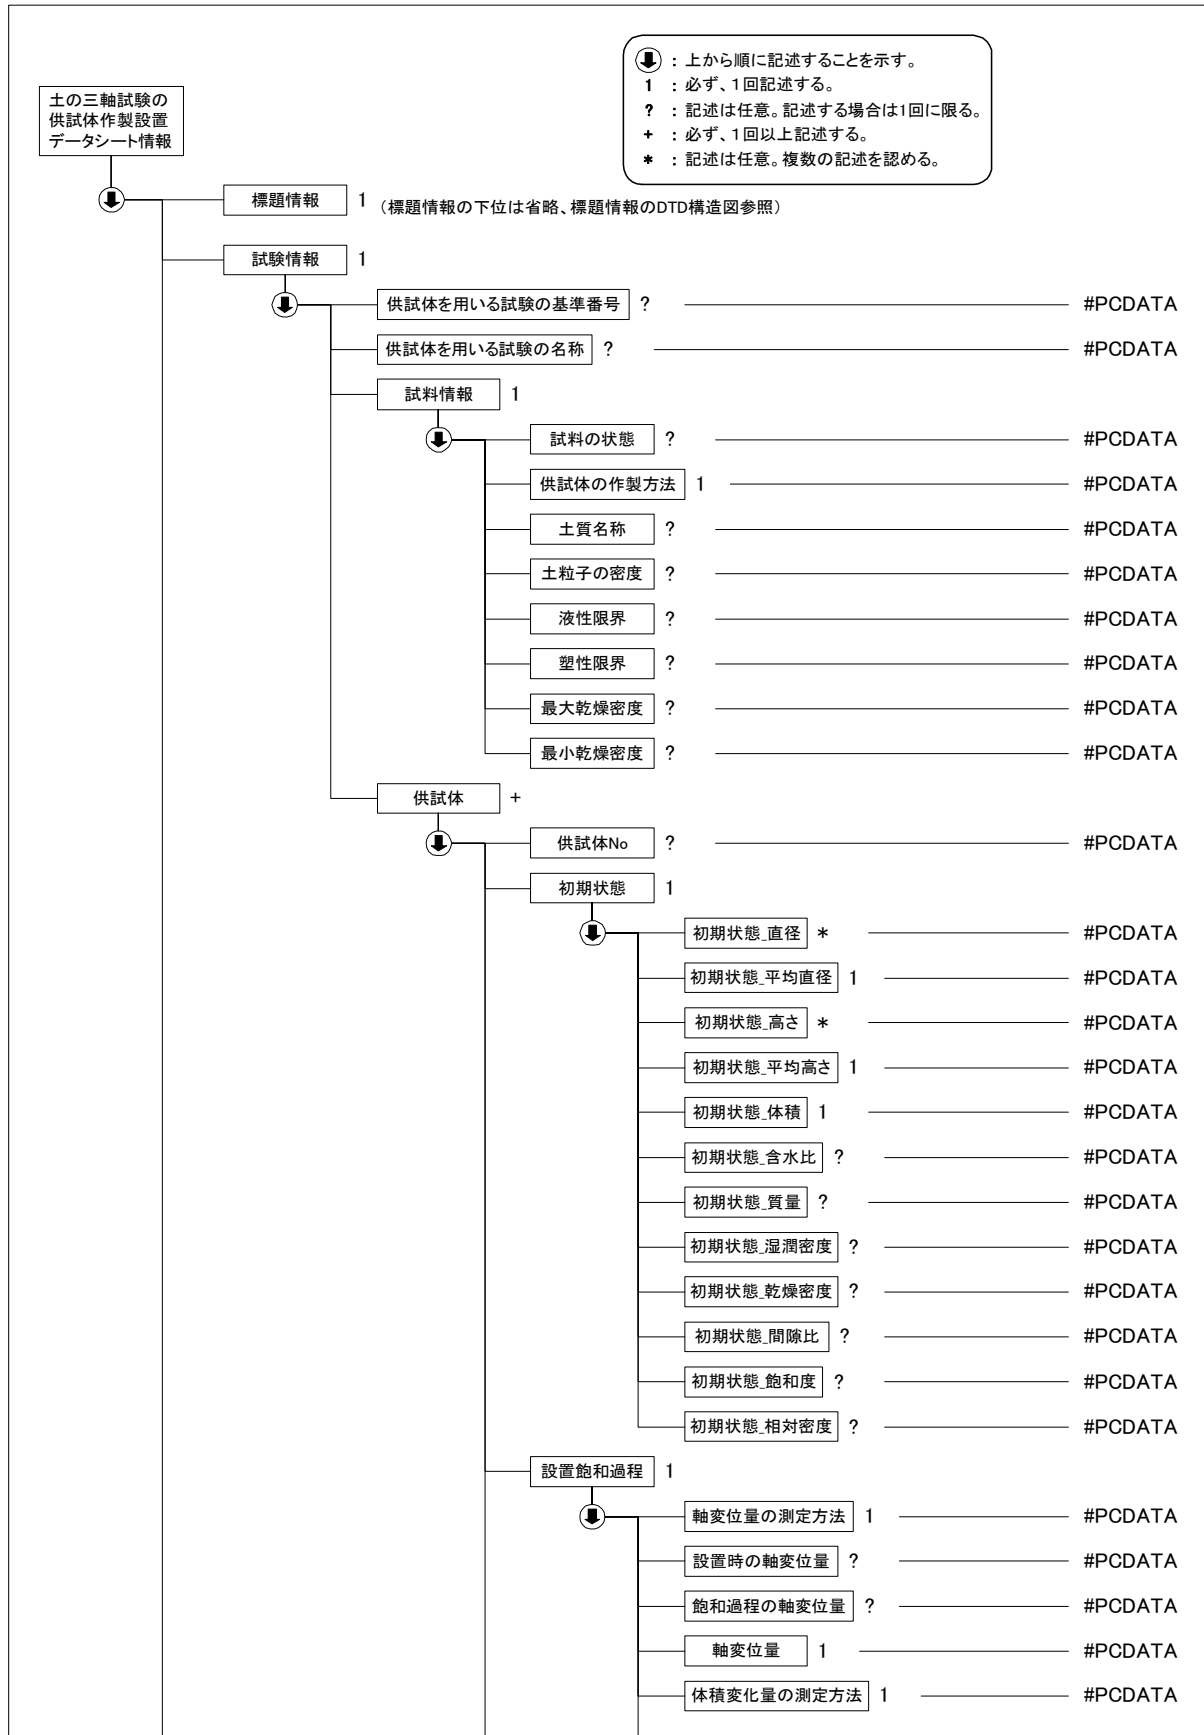 ：上から順に記述することを示す。
1 ：必ず、1回記述する。
? ：記述は任意。記述する場合は1回に限る。
+ ：必ず、1回以上記述する。
* ：記述は任意。複数の記述を認める。
土の三軸試験の
供試体作製設置
データシート情報
標題情報 1 （標題情報の下位は省略、標題情報のDTD構造図参照）
試験情報 1
供試体を用いる試験の基準番号 ? #PCDATA
供試体を用いる試験の名称 ? #PCDATA
試料情報 1
試料の状態 ? #PCDATA
供試体の作製方法 1 #PCDATA
土質名称 ? #PCDATA
土粒子の密度 ? #PCDATA
液性限界 ? #PCDATA
塑性限界 ? #PCDATA
最大乾燥密度 ? #PCDATA
最小乾燥密度 ? #PCDATA
供試体 +
供試体No ? #PCDATA
初期状態 1
初期状態_直径 * #PCDATA
初期状態_平均直径 1 #PCDATA
初期状態_高さ * #PCDATA
初期状態_平均高さ 1 #PCDATA
初期状態_体積 1 #PCDATA
初期状態_含水比 ? #PCDATA
初期状態_質量 ? #PCDATA
初期状態_湿潤密度 ? #PCDATA
初期状態_乾燥密度 ? #PCDATA
初期状態_間隙比 ? #PCDATA
初期状態_飽和度 ? #PCDATA
初期状態_相対密度 ? #PCDATA
設置飽和過程 1
軸変位量の測定方法 1 #PCDATA
設置時の軸変位量 ? #PCDATA
飽和過程の軸変位量 ? #PCDATA
軸変位量 1 #PCDATA
体積変化量の測定方法 1 #PCDATA